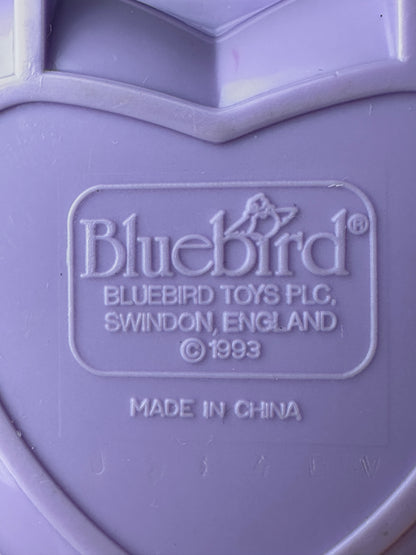 Bluebird®
BLUEBIRD TOYS PLC,
SWINDON, ENGLAND
© 1993
MADE IN CHINA